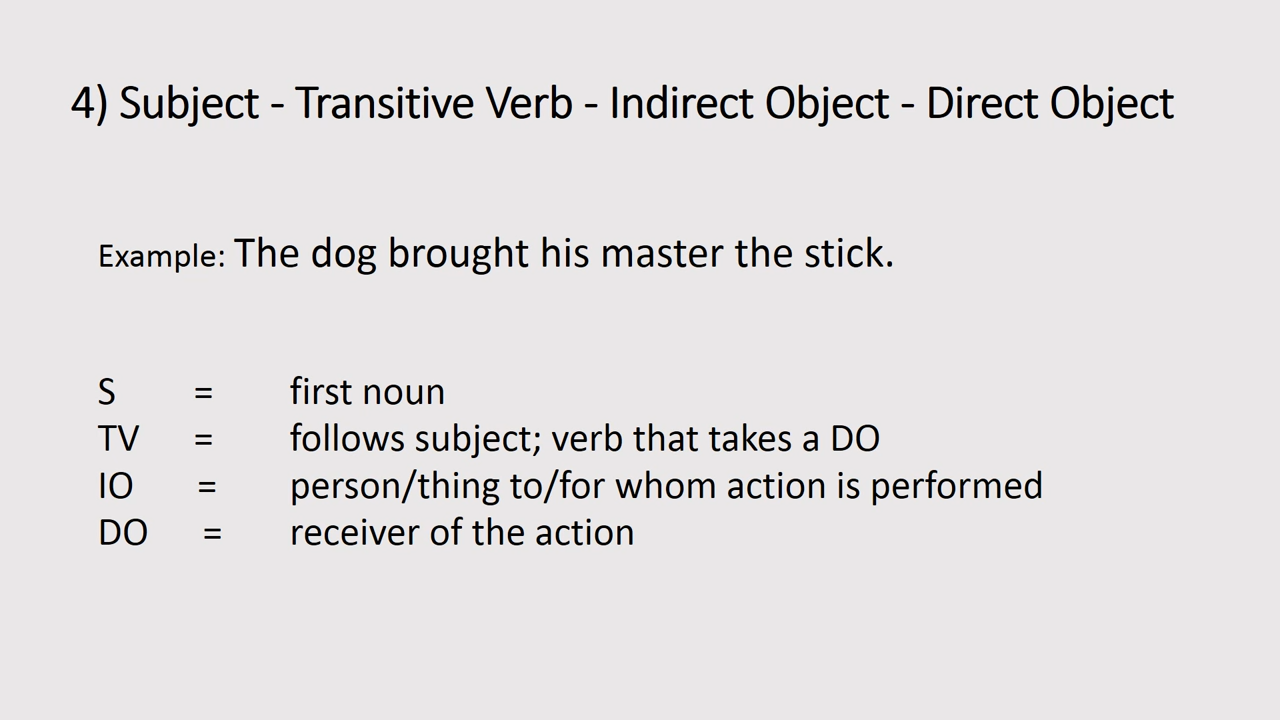 4) Subject - Transitive Verb - Indirect Object - Direct Object
Example: The dog brought his master the stick.
S = first noun
TV = follows subject; verb that takes a DO
IO = person/thing to/for whom action is performed
DO = receiver of the action